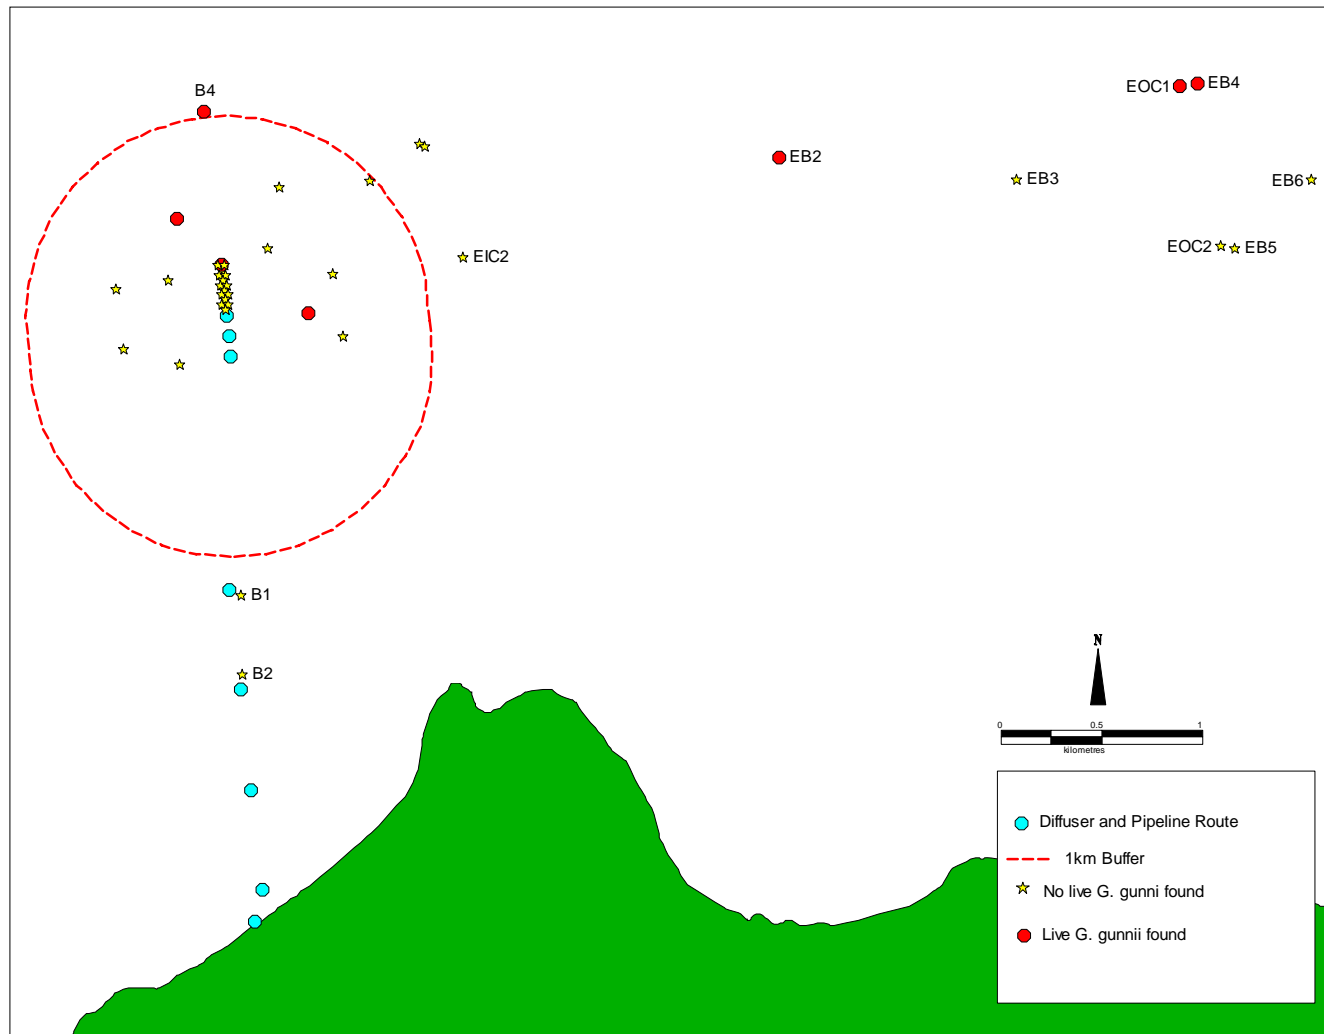 B4
EOC1
EB4
EB2
EB3
EB6
EIC2
EOC2
EB5
B1
B2
N
0 0.5 1
kilometres
Diffuser and Pipeline Route
1km Buffer
No live G. gunni found
Live G. gunnii found